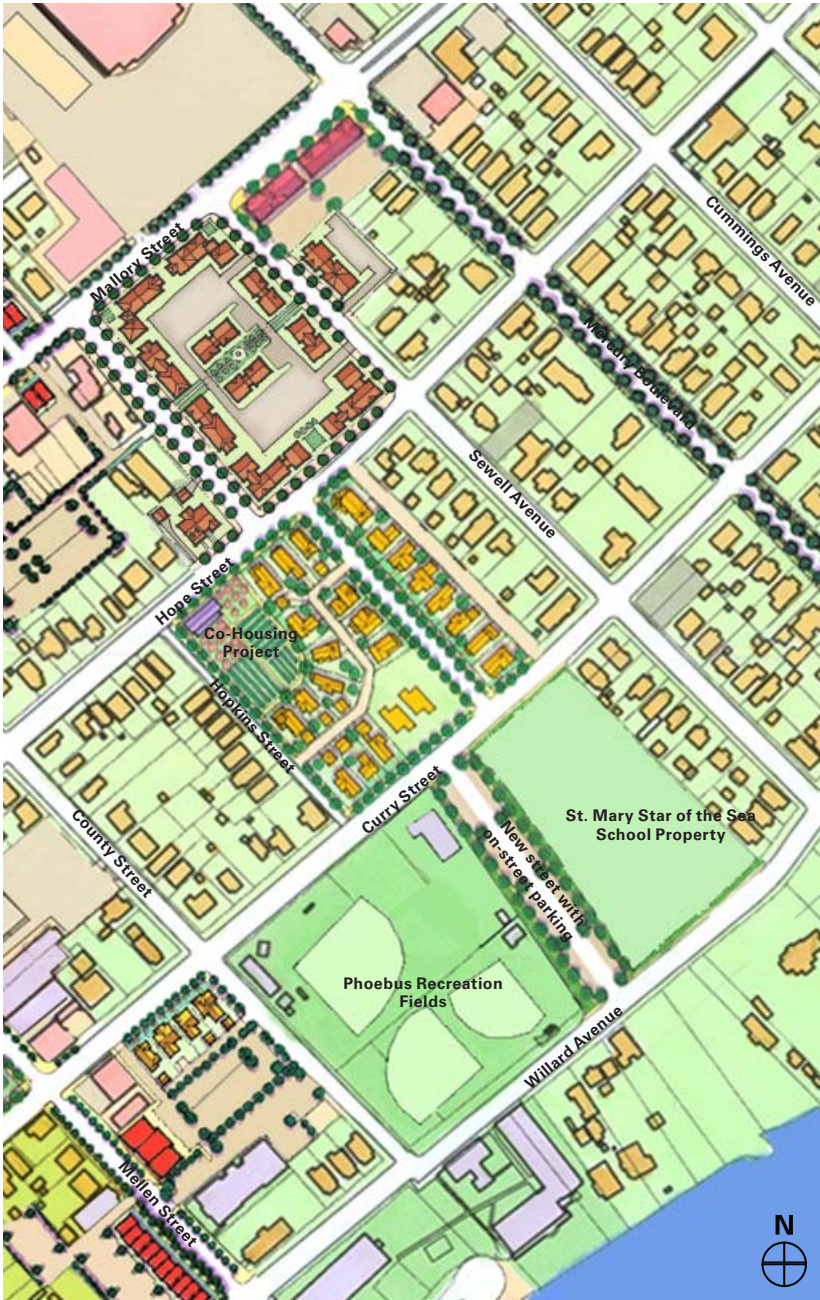 Mallory Street
Cummings Avenue
Mercury Boulevard
Sewell Avenue
Hope Street
Co-Housing
Project
Hopkins Street
Curry Street
County Street
St. Mary Star of the Sea
School Property
New street with
on-street parking
Phoebus Recreation
Fields
Willard Avenue
Mellen Street
N